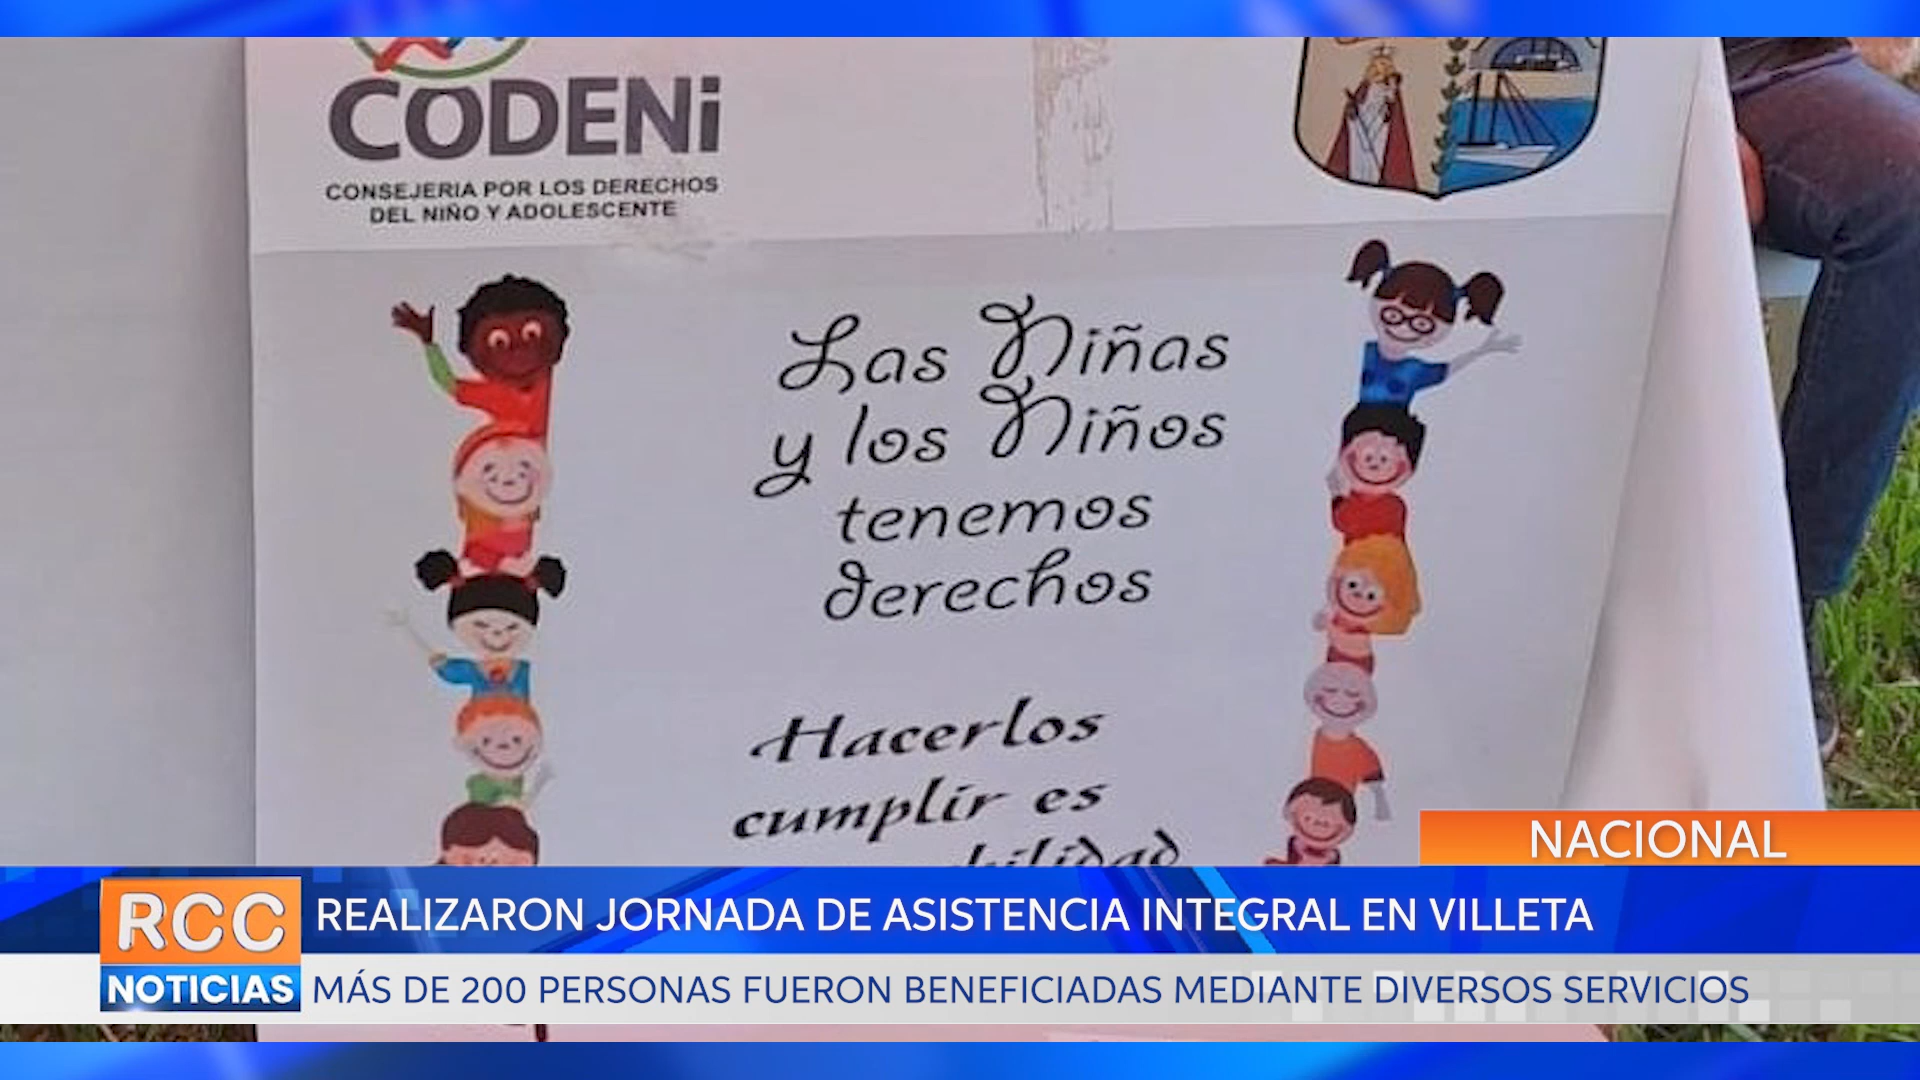 CODENi
CONSEJERIA POR LOS DERECHOS
DEL NIÑO Y ADOLESCENTE
Las Niñas
y los Niños
tenemos
derechos
Hacerlos
cumplir es
NACIONAL
RCC
NOTICIAS
REALIZARON JORNADA DE ASISTENCIA INTEGRAL EN VILLETA
MÁS DE 200 PERSONAS FUERON BENEFICIADAS MEDIANTE DIVERSOS SERVICIOS